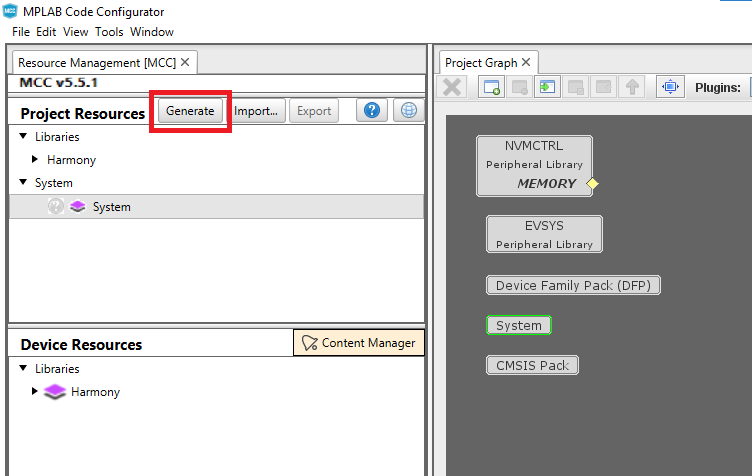 MCC
MPLAB Code Configurator
File Edit View Tools Window
Resource Management [MCC] ×
MCC v5.5.1
Project Resources Generate Import... Export ?
Libraries
Harmony
System
? System
Device Resources Content Manager
Libraries
Harmony
Project Graph ×
Plugins:
NVMCTRL
Peripheral Library
MEMORY
EVSYS
Peripheral Library
Device Family Pack (DFP)
System
CMSIS Pack